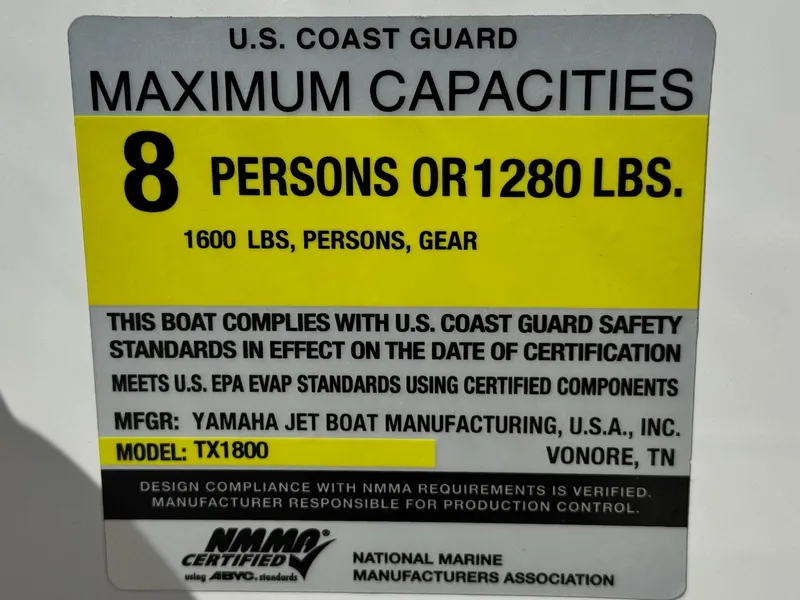 U.S. COAST GUARD
MAXIMUM CAPACITIES
8 PERSONS OR 1280 LBS.
1600 LBS, PERSONS, GEAR
THIS BOAT COMPLIES WITH U.S. COAST GUARD SAFETY
STANDARDS IN EFFECT ON THE DATE OF CERTIFICATION
MEETS U.S. EPA EVAP STANDARDS USING CERTIFIED COMPONENTS
MFGR: YAMAHA JET BOAT MANUFACTURING, U.S.A., INC.
MODEL: TX1800 VONORE, TN
DESIGN COMPLIANCE WITH NMMA REQUIREMENTS IS VERIFIED.
MANUFACTURER RESPONSIBLE FOR PRODUCTION CONTROL.
NMMA®
CERTIFIED
using ABYC. standards
NATIONAL MARINE
MANUFACTURERS ASSOCIATION